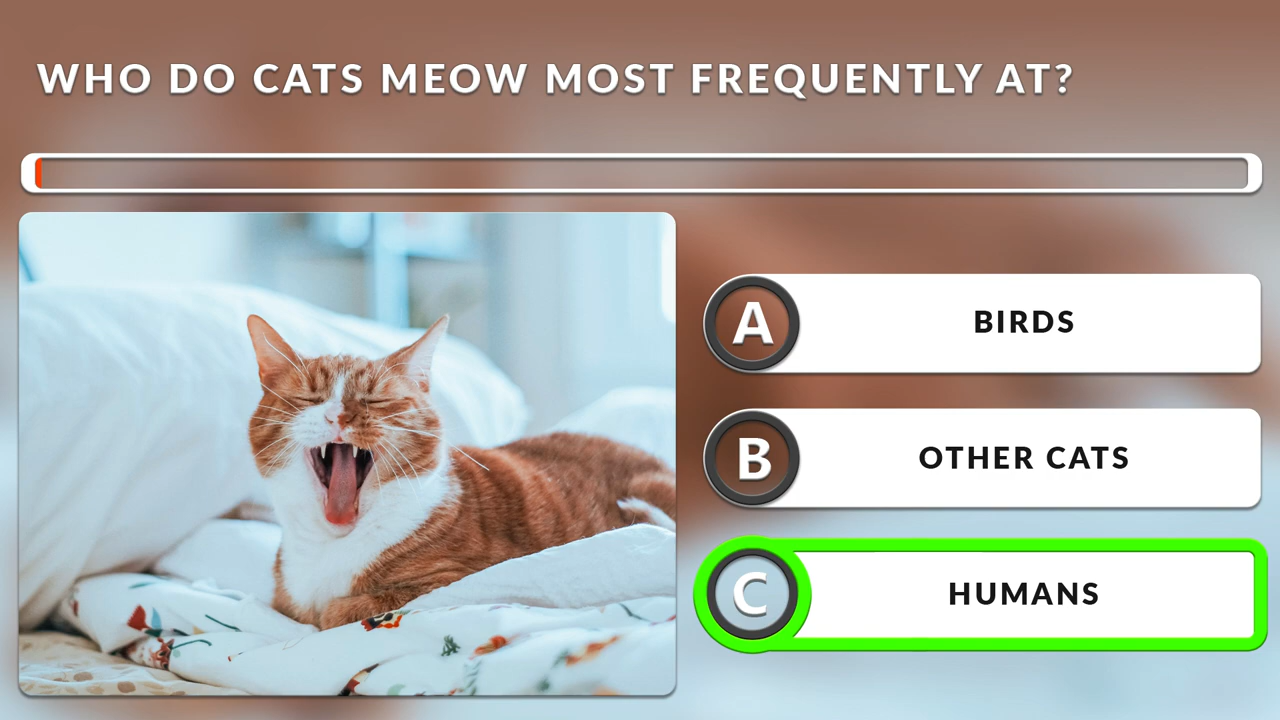 WHO DO CATS MEOW MOST FREQUENTLY AT?
A BIRDS
B OTHER CATS
C HUMANS